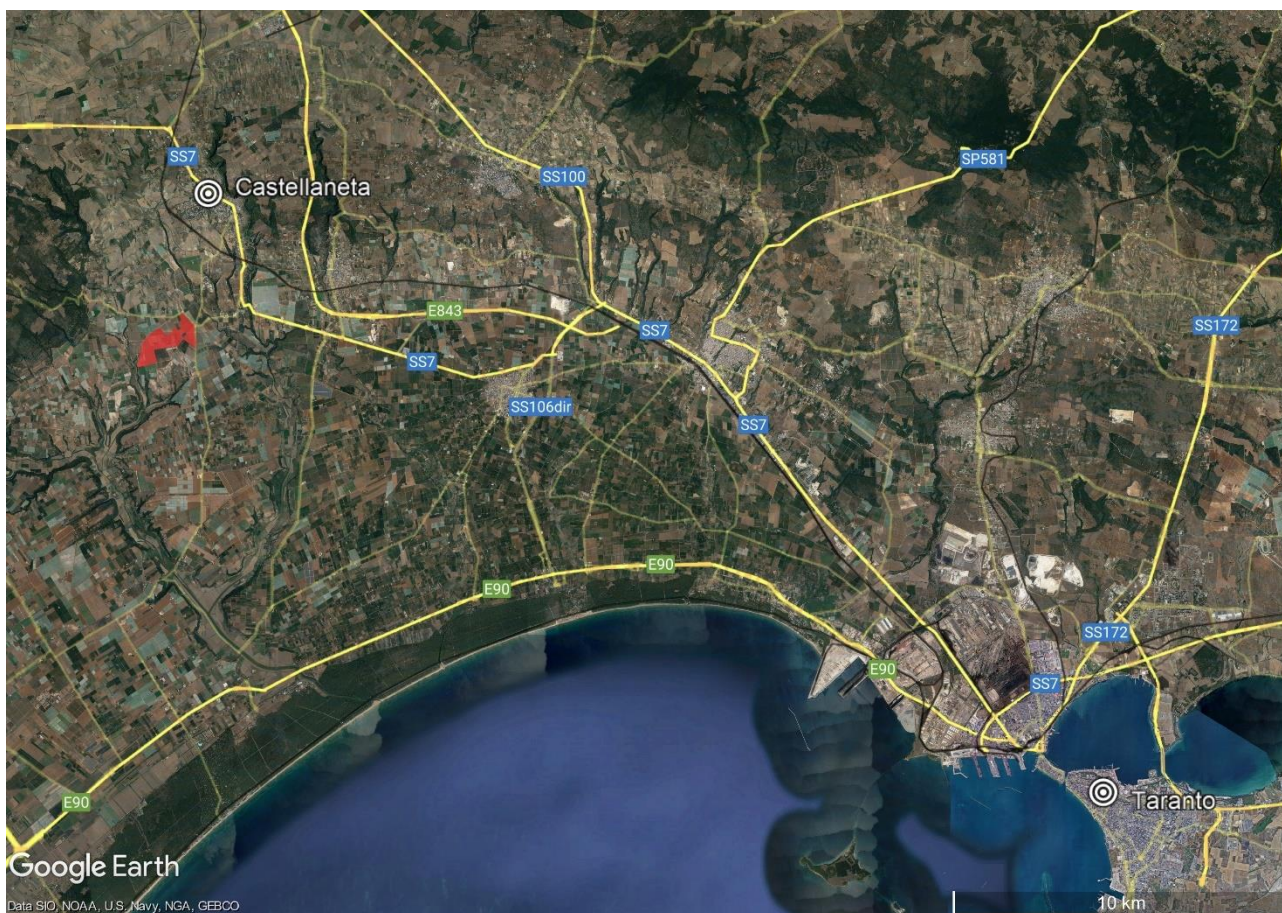 SS7
Castellaneta
SS100
SP581
E843
SS7
SS172
SS7
SS106dir
SS7
E90
E90
SS172
E90
SS7
E90
Taranto
Google Earth
Data SIO, NOAA, U.S. Navy, NGA, GEBCO
10 km